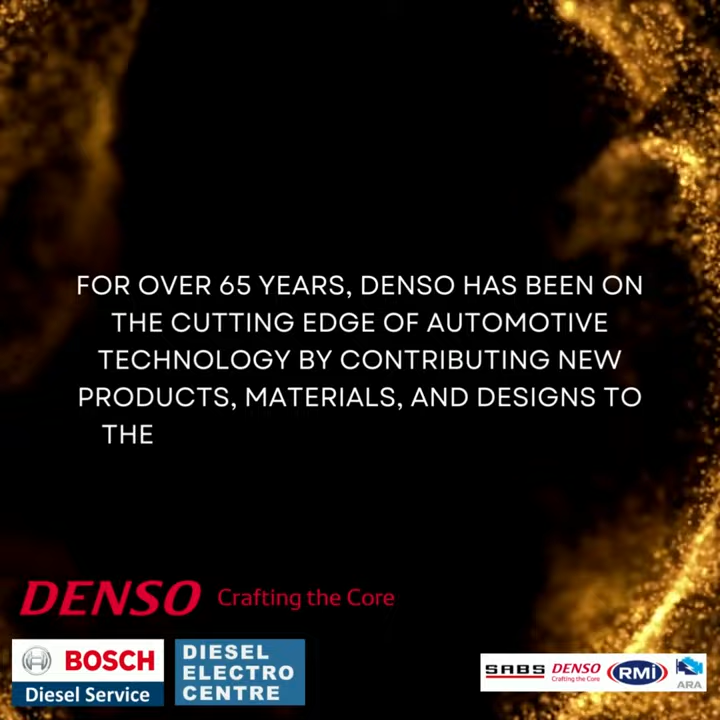 FOR OVER 65 YEARS, DENSO HAS BEEN ON
THE CUTTING EDGE OF AUTOMOTIVE
TECHNOLOGY BY CONTRIBUTING NEW
PRODUCTS, MATERIALS, AND DESIGNS TO
THE
DENSO Crafting the Core
BOSCH
Diesel Service
DIESEL
ELECTRO
CENTRE
SABS
DENSO
Crafting the Core
RMi
ARA